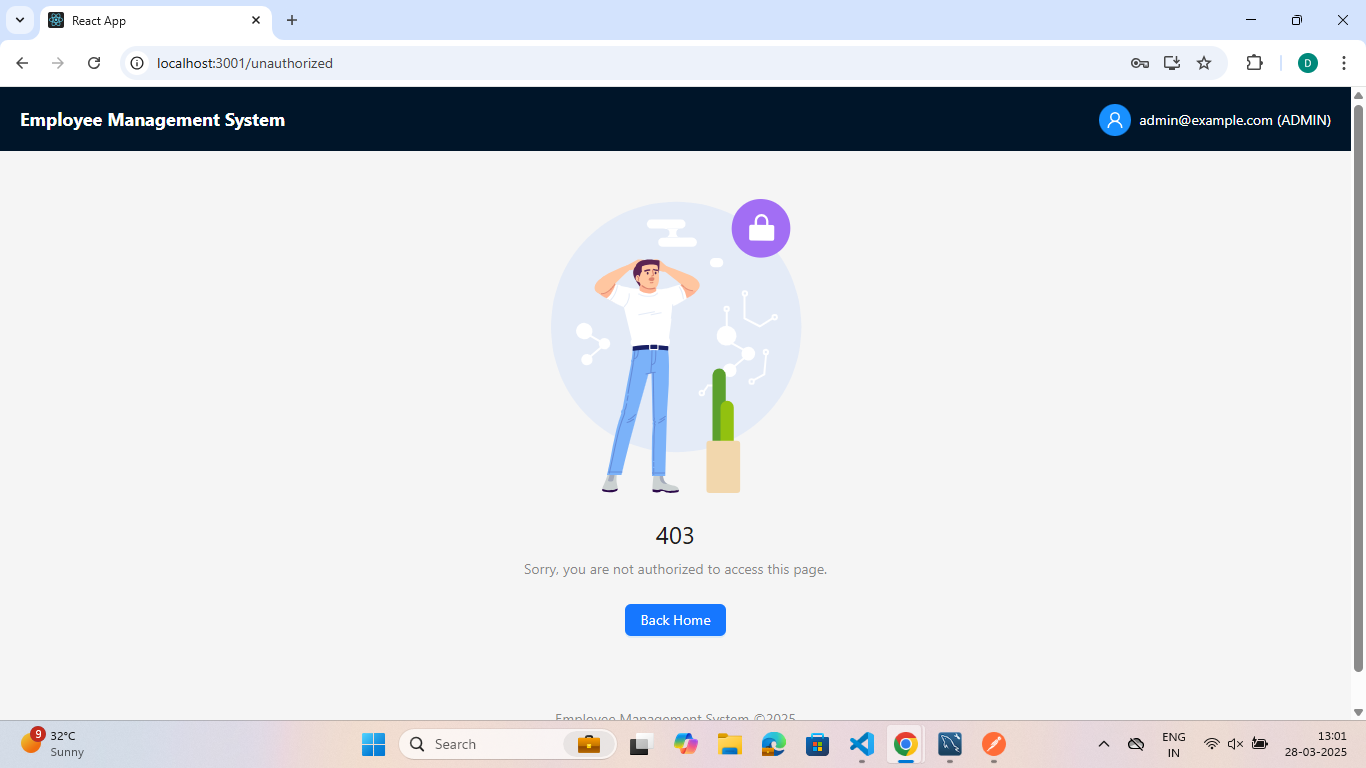 React App
localhost:3001/unauthorized
D
Employee Management System
admin@example.com (ADMIN)
403
Sorry, you are not authorized to access this page.
Back Home
Employee Management System ©2025
9
32°C
Sunny
Search
ENG
IN
13:01
28-03-2025